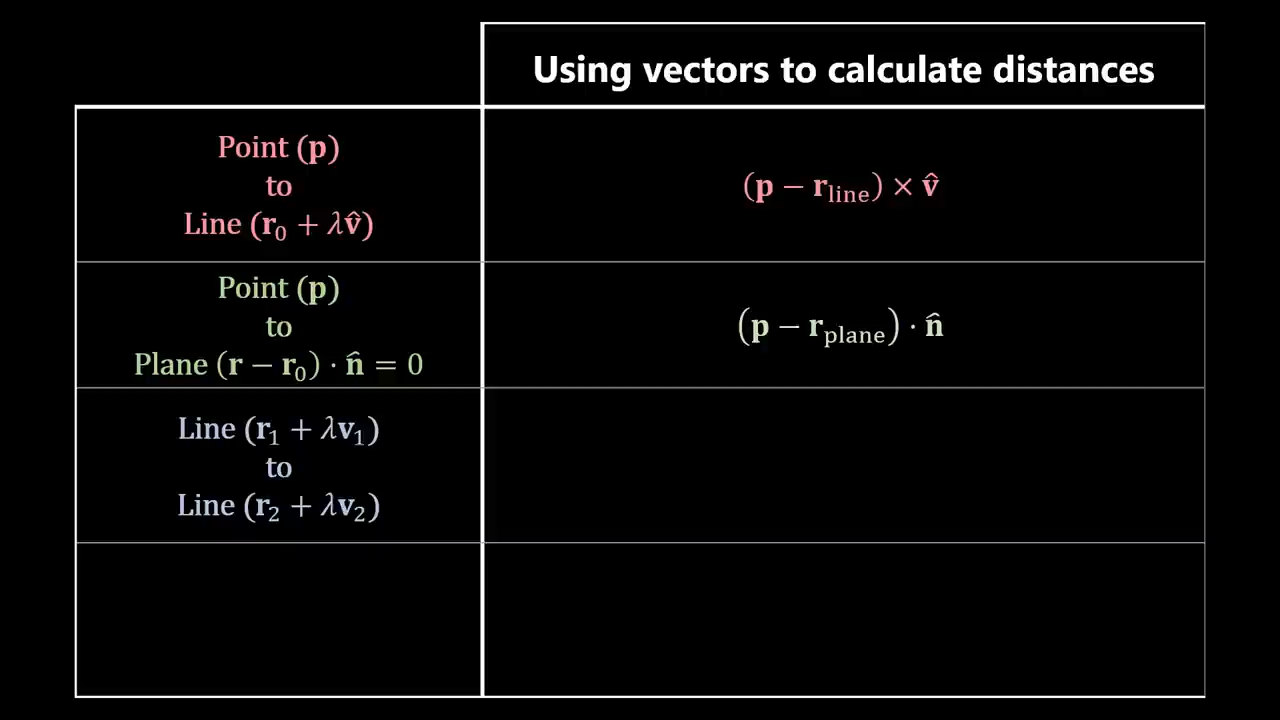 Using vectors to calculate distances
Point (𝐩)
to
Line (𝐫₀ + λ𝐯̂)
(𝐩 − 𝐫_line) × 𝐯̂
Point (𝐩)
to
Plane (𝐫 − 𝐫₀) · 𝐧̂ = 0
(𝐩 − 𝐫_plane) · 𝐧̂
Line (𝐫₁ + λ𝐯₁)
to
Line (𝐫₂ + λ𝐯₂)